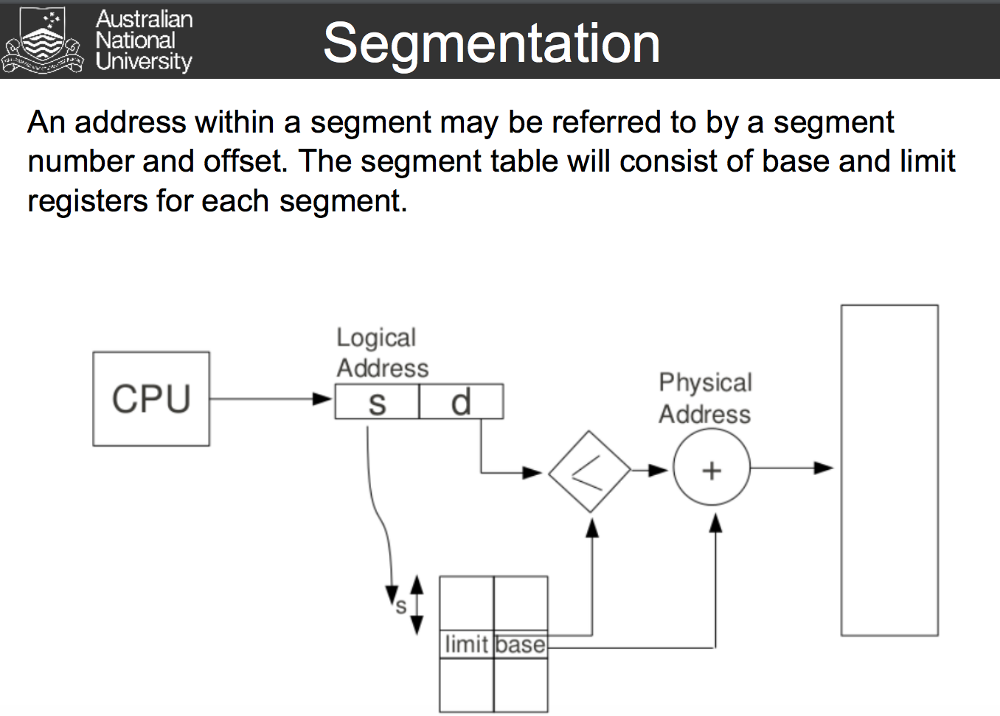 Australian
National
University
Segmentation
An address within a segment may be referred to by a segment
number and offset. The segment table will consist of base and limit
registers for each segment.
Logical
Address
CPU
s d
Physical
Address
<
+
s
limit base